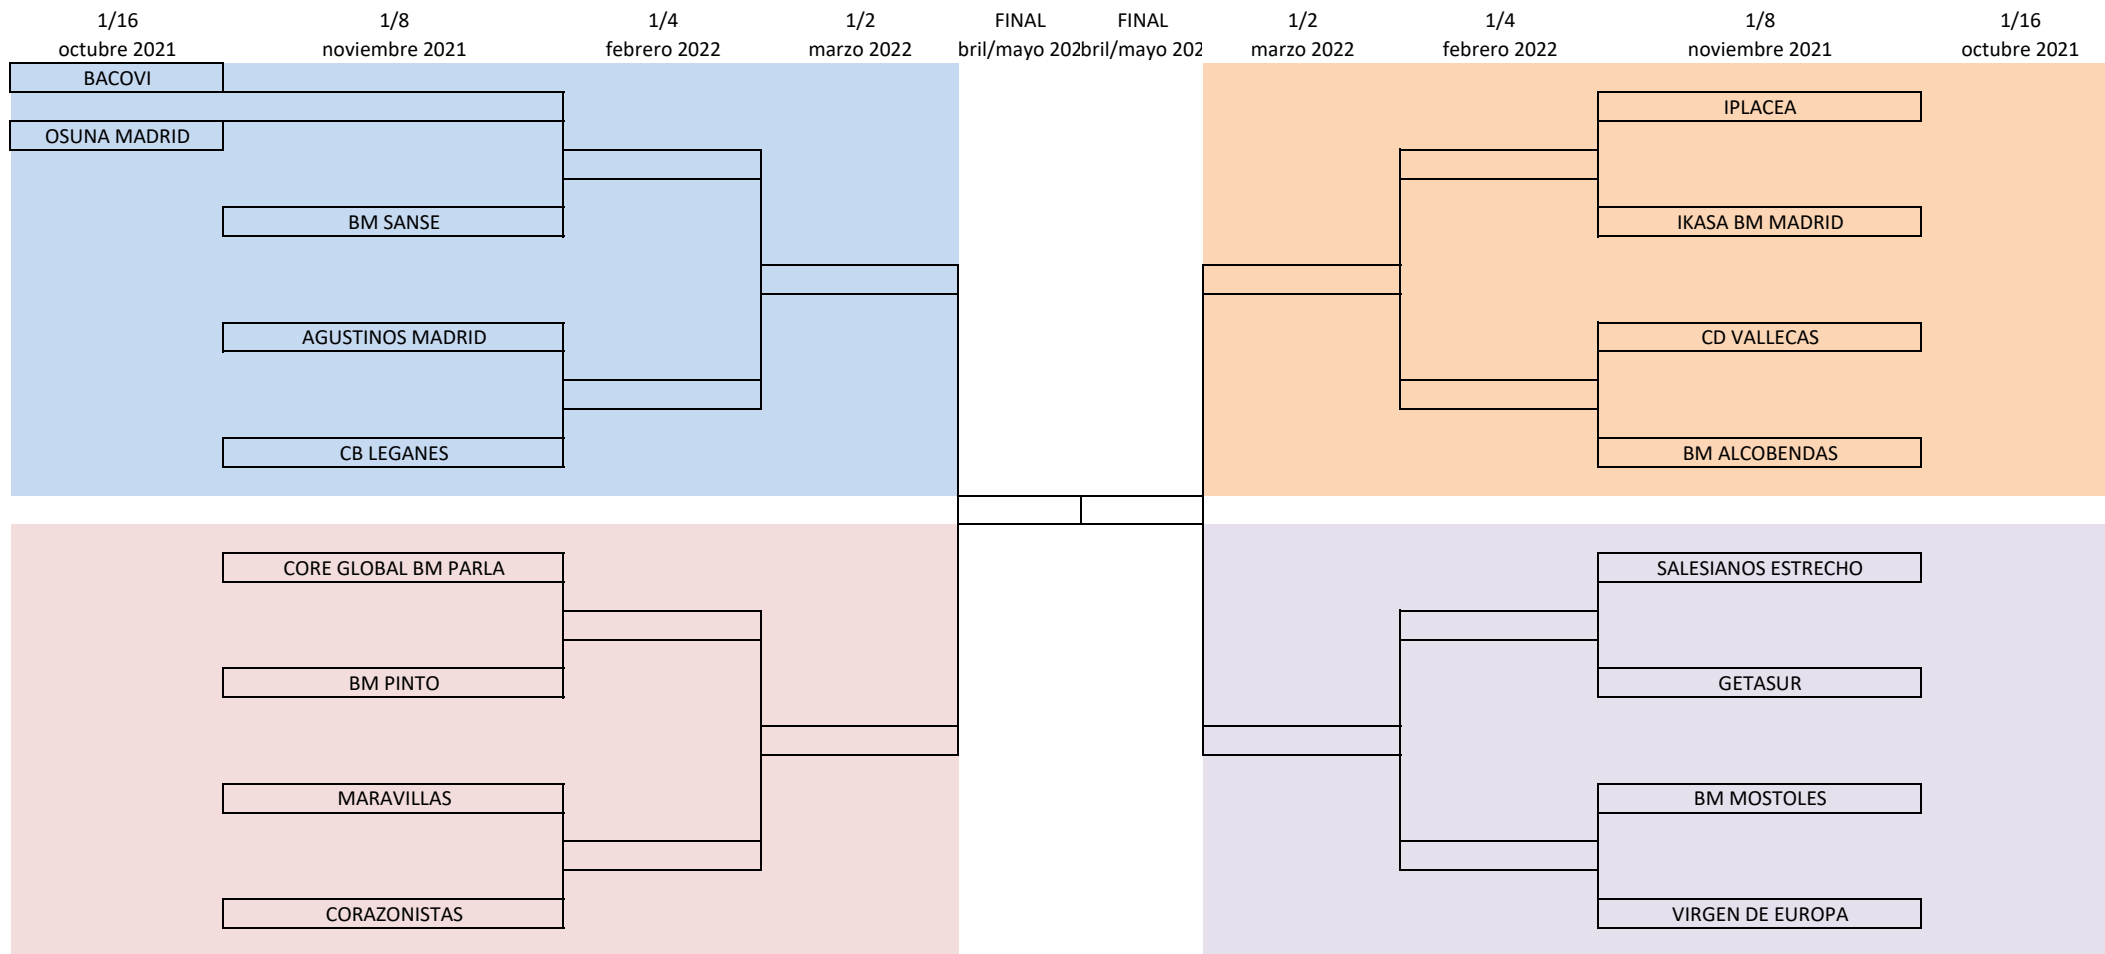 1/16 1/8 1/4 1/2 FINAL FINAL 1/2 1/4 1/8 1/16
octubre 2021 noviembre 2021 febrero 2022 marzo 2022 bril/mayo 202 bril/mayo 202 marzo 2022 febrero 2022 noviembre 2021 octubre 2021
BACOVI
IPLACEA
OSUNA MADRID
BM SANSE IKASA BM MADRID
AGUSTINOS MADRID CD VALLECAS
CB LEGANES BM ALCOBENDAS
CORE GLOBAL BM PARLA SALESIANOS ESTRECHO
BM PINTO GETASUR
MARAVILLAS BM MOSTOLES
CORAZONISTAS VIRGEN DE EUROPA